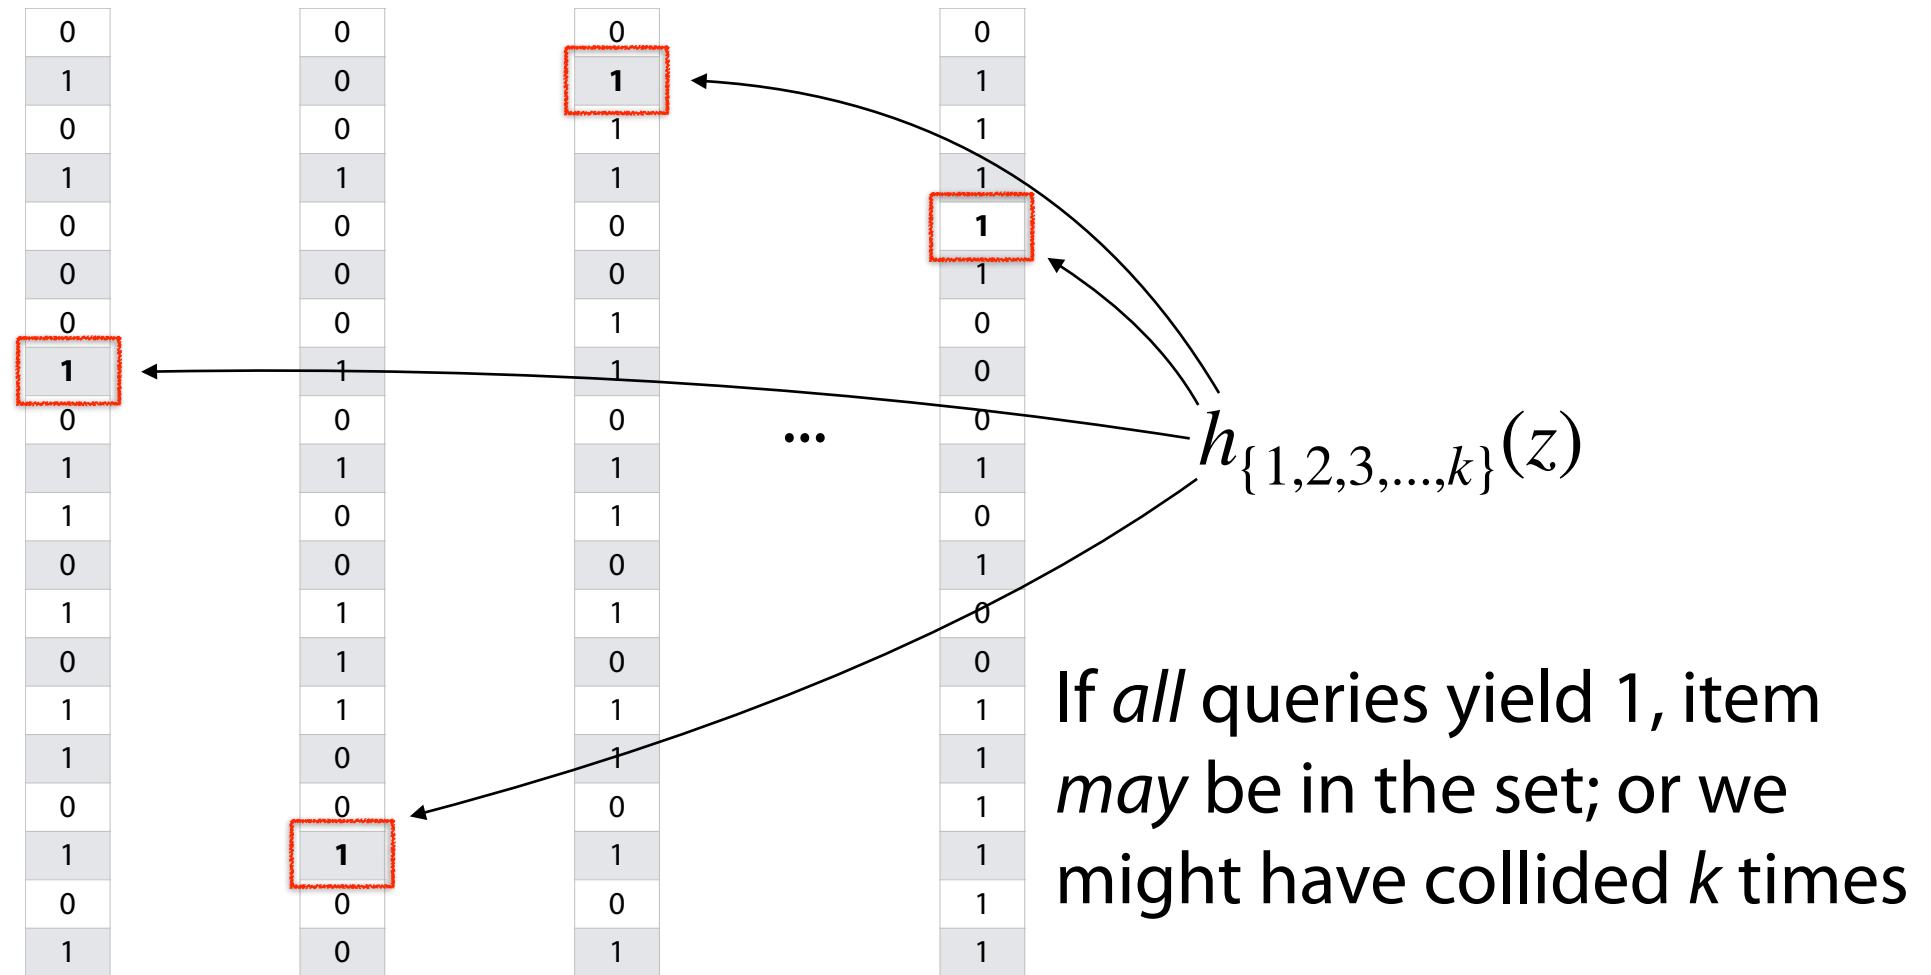 0 0 0 0
1 0 1 1
0 0 1 1
1 1 1 1
0 0 0 1
0 0 0 1
0 0 1 0
1 1 1 0
0 0 0 0
...
1 1 1 1
h_{1,2,3,...,k}(z)
1 0 1 0
0 0 0 1
1 1 1 0
0 1 0 0
1 1 1 1
1 0 1 1
0 0 0 1
1 1 1 1
0 0 0 1
1 0 1 1
If all queries yield 1, item
may be in the set; or we
might have collided k times